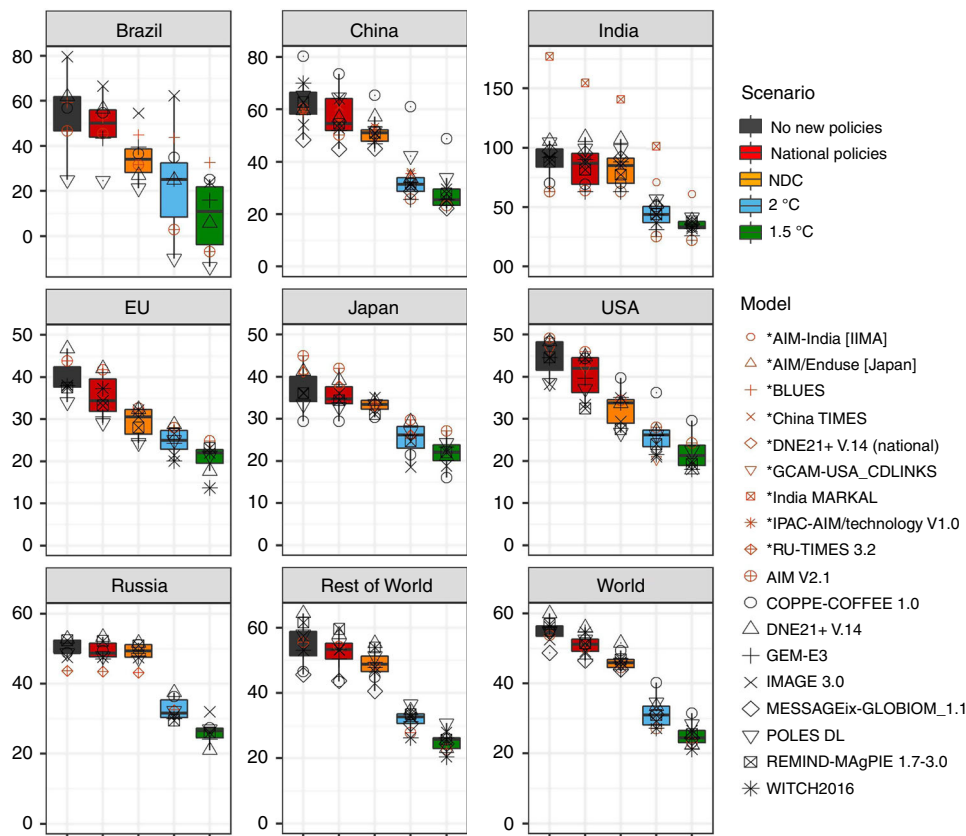 Brazil
80
60
40
20
0
China
80
60
40
20
0
India
150
100
50
00
EU
50
40
30
20
10
0
Japan
50
40
30
20
10
0
USA
50
40
30
20
10
0
Russia
60
40
20
0
Rest of World
60
40
20
0
World
60
40
20
0
Scenario
No new policies
National policies
NDC
2 °C
1.5 °C
Model
*AIM-India [IIMA]
*AIM/Enduse [Japan]
*BLUES
*China TIMES
*DNE21+ V.14 (national)
*GCAM-USA_CDLINKS
*India MARKAL
*IPAC-AIM/technology V1.0
*RU-TIMES 3.2
AIM V2.1
COPPE-COFFEE 1.0
DNE21+ V.14
GEM-E3
IMAGE 3.0
MESSAGEix-GLOBIOM_1.1
POLES DL
REMIND-MAgPIE 1.7-3.0
WITCH2016